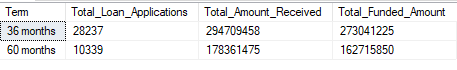 Term Total_Loan_Applications Total_Amount_Received Total_Funded_Amount
36 months 28237 294709458 273041225
60 months 10339 178361475 162715850